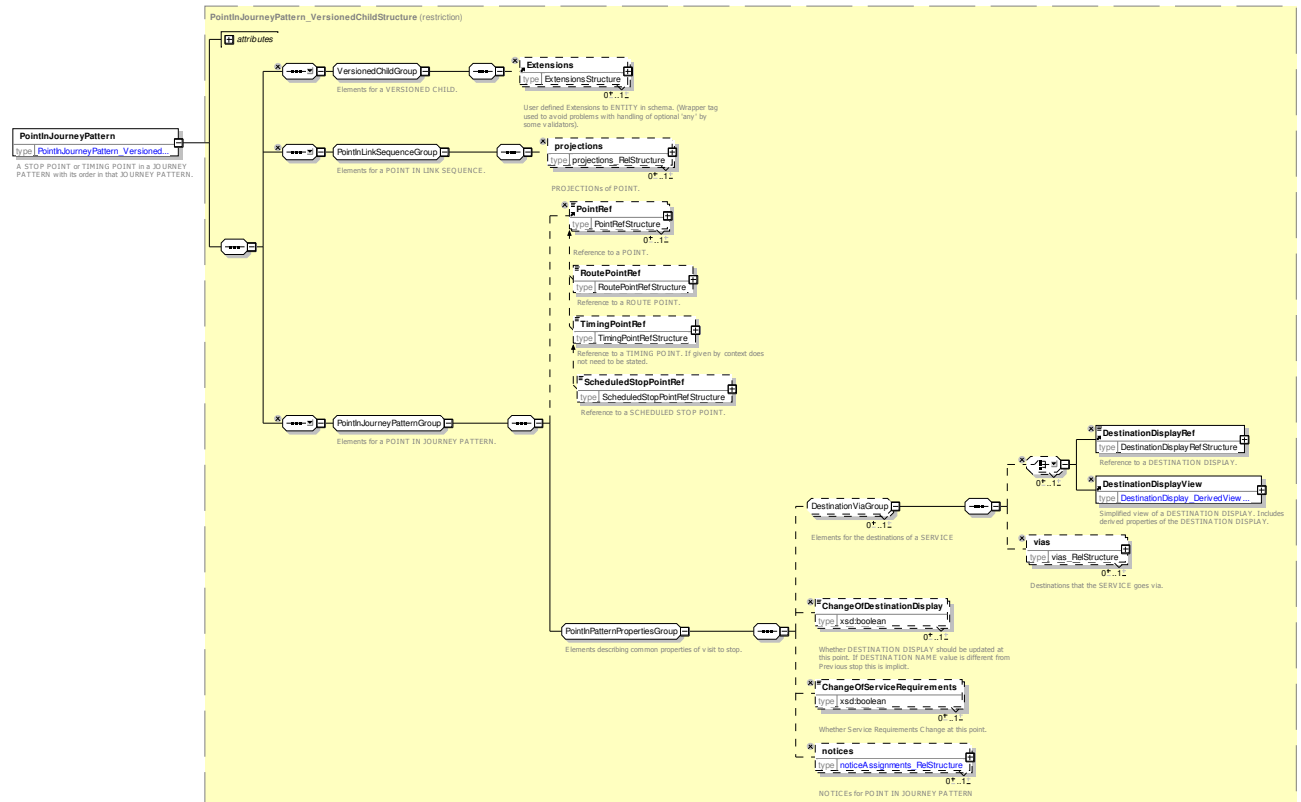 PointInJourneyPattern_VersionedChildStructure (restriction)
attributes
VersionedChildGroup
Elements for a VERSIONED CHILD.
Extensions
type ExtensionsStructure
0..1
User defined Extensions to ENTITY in schema. (Wrapper tag
used to avoid problems with handling of optional 'any' by
some validators).
PointInJourneyPattern
type PointInJourneyPattern_Versioned...
A STOP POINT or TIMING POINT in a JOURNEY
PATTERN with its order in that JOURNEY PATTERN.
PointInLinkSequenceGroup
Elements for a POINT IN LINK SEQUENCE.
projections
type projections_RelStructure
0..1
PROJECTIONs of POINT.
PointRef
type PointRefStructure
0..1
Reference to a POINT.
RoutePointRef
type RoutePointRefStructure
Reference to a ROUTE POINT.
TimingPointRef
type TimingPointRefStructure
Reference to a TIMING POINT. If given by context does
not need to be stated.
ScheduledStopPointRef
type ScheduledStopPointRefStructure
Reference to a SCHEDULED STOP POINT.
PointInJourneyPatternGroup
Elements for a POINT IN JOURNEY PATTERN.
DestinationDisplayRef
type DestinationDisplayRefStructure
Reference to a DESTINATION DISPLAY.
0..1
DestinationDisplayView
type DestinationDisplay_DerivedView...
Simplified view of a DESTINATION DISPLAY. Includes
derived properties of the DESTINATION DISPLAY.
DestinationViaGroup
0..1
Elements for the destinations of a SERVICE
vias
type vias_RelStructure
0..1
Destinations that the SERVICE goes via.
PointInPatternPropertiesGroup
Elements describing common properties of visit to stop.
ChangeOfDestinationDisplay
type xsd:boolean
0..1
Whether DESTINATION DISPLAY should be updated at
this point. If DESTINATION NAME value is different from
Previous stop this is implicit.
ChangeOfServiceRequirements
type xsd:boolean
0..1
Whether Service Requirements Change at this point.
notices
type noticeAssignments_RelStructure
0..1
NOTICEs for POINT IN JOURNEY PATTERN